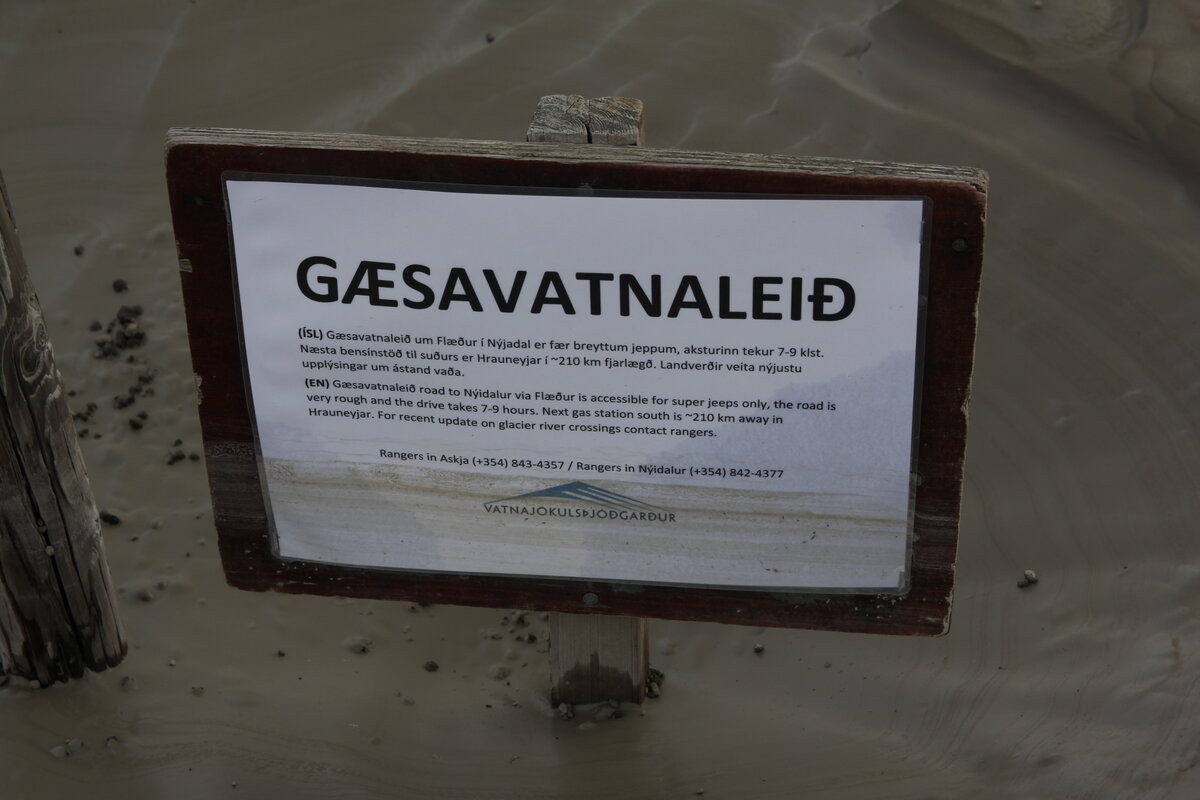 GÆSAVATNALEIÐ
(ÍSL) Gæsavatnaleið um Flæður í Nýjadal er fær breyttum jeppum, aksturinn tekur 7-9 klst.
Næsta bensínstöð til suðurs er Hrauneyjar í ~210 km fjarlægð. Landverðir veita nýjustu
upplýsingar um ástand vaða.
(EN) Gæsavatnaleið road to Nýidalur via Flæður is accessible for super jeeps only, the road is
very rough and the drive takes 7-9 hours. Next gas station south is ~210 km away in
Hrauneyjar. For recent update on glacier river crossings contact rangers.
Rangers in Askja (+354) 843-4357 / Rangers in Nýidalur (+354) 842-4377
VATNAJÖKULSÞJÓÐGARÐUR